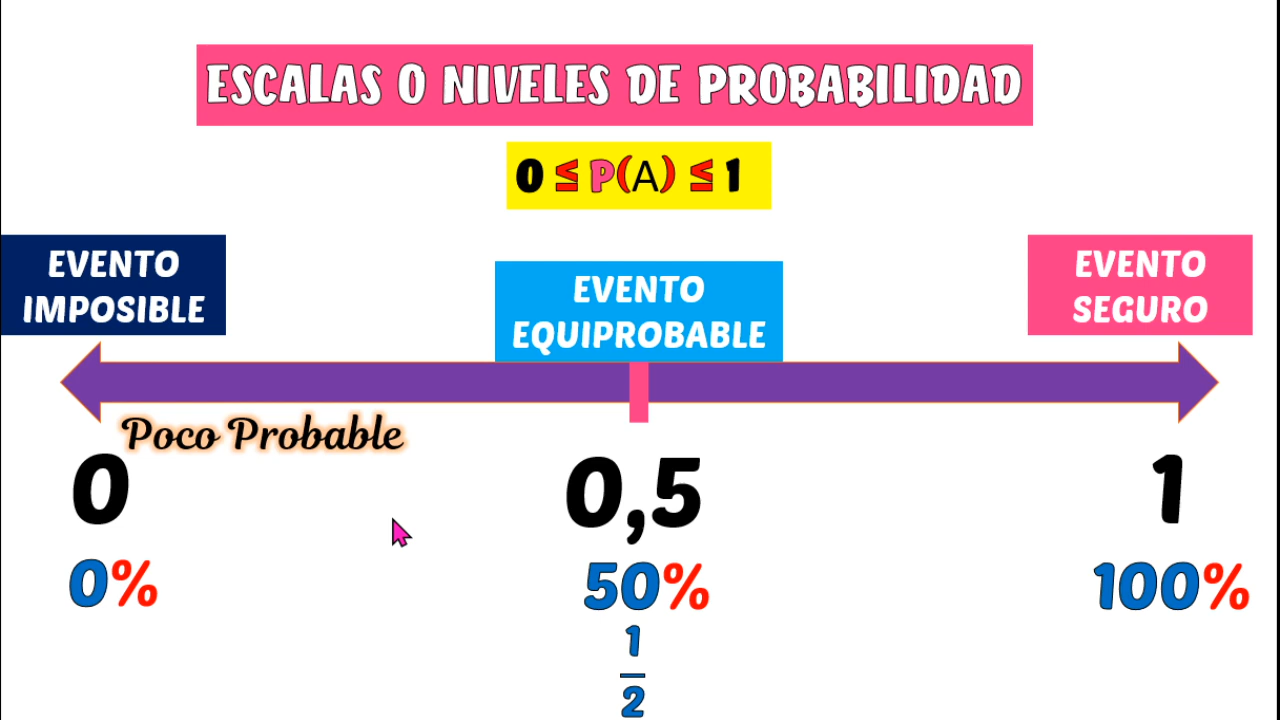 ESCALAS O NIVELES DE PROBABILIDAD
0 ≤ P(A) ≤ 1
EVENTO
IMPOSIBLE
EVENTO
EQUIPROBABLE
EVENTO
SEGURO
Poco Probable
0
0,5
1
0%
50%
100%
1
2